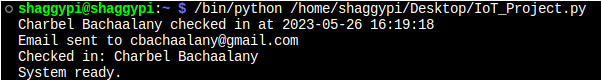 shaggypi@shaggypi:~ $ /bin/python /home/shaggypi/Desktop/IoT_Project.py
Charbel Bachaalany checked in at 2023-05-26 16:19:18
Email sent to cbachaalany@gmail.com
Checked in: Charbel Bachaalany
System ready.